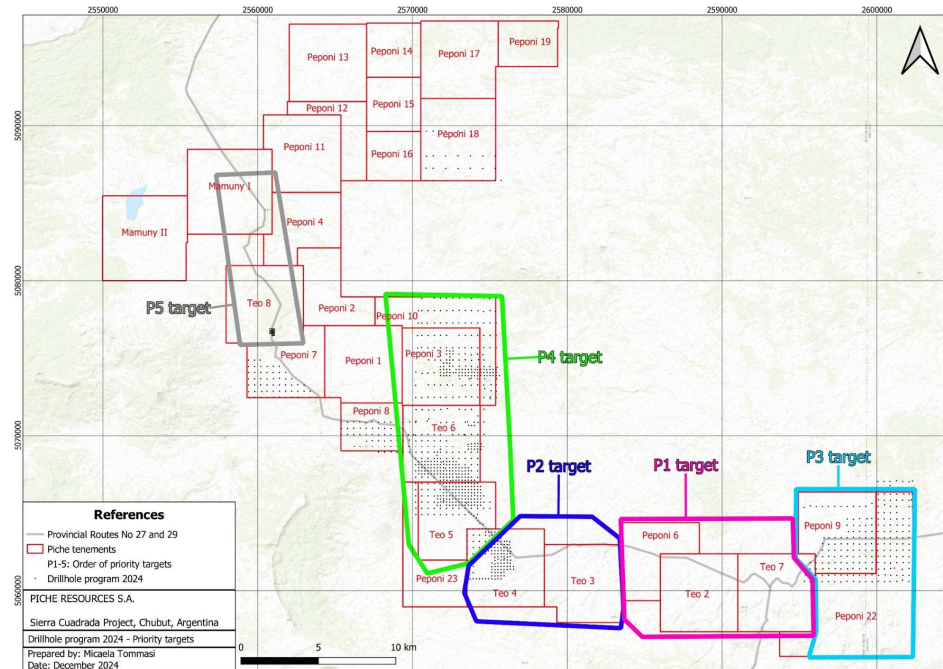 2550000
2560000
2570000
2580000
2590000
2600000
Peponi 13
Peponi 14
Peponi 17
Peponi 19
Peponi 12
Peponi 15
5090000
Peponi 11
Peponi 18
Peponi 16
Mamuny I
Mamuny II
Peponi 4
5080000
P5 target
Teo 8
Peponi 2
Peponi 10
Peponi 7
Peponi 1
Peponi 3
P4 target
Peponi 8
5070000
Teo 6
P2 target
P1 target
P3 target
Teo 5
Peponi 6
Peponi 9
Peponi 23
Teo 4
Teo 3
Teo 2
Teo 7
Peponi 22
5060000
References
Provincial Routes No 27 and 29
Piche tenements
P1-5: Order of priority targets
Drillhole program 2024
PICHE RESOURCES S.A.
Sierra Cuadrada Project, Chubut, Argentina
Drillhole program 2024 - Priority targets
Prepared by: Micaela Tommasi
Date: December 2024
0
5
10 km